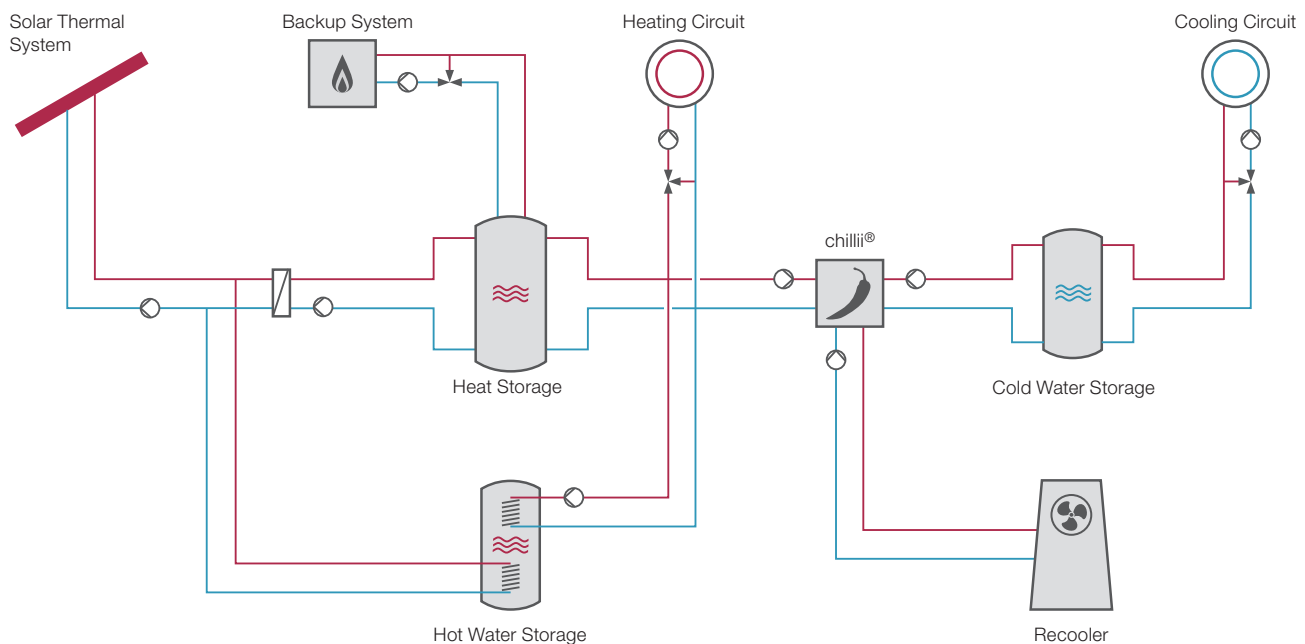 Solar Thermal
System
Backup System
Heating Circuit
Cooling Circuit
chillii®
Heat Storage
Cold Water Storage
Hot Water Storage
Recooler